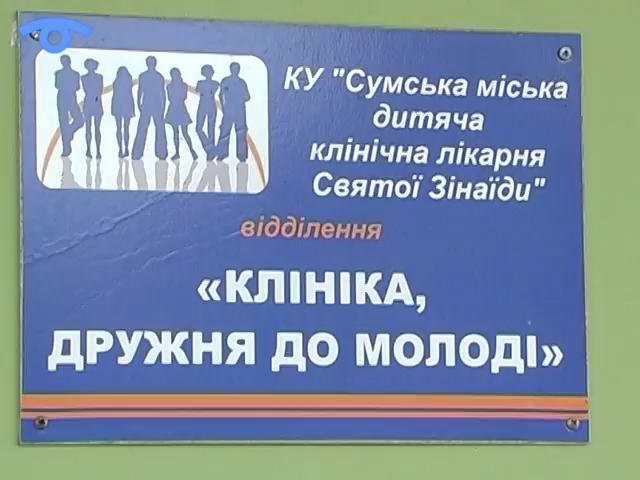 КУ "Сумська міська
дитяча
клінічна лікарня
Святої Зінаїди"
відділення
«КЛІНІКА,
ДРУЖНЯ ДО МОЛОДІ»